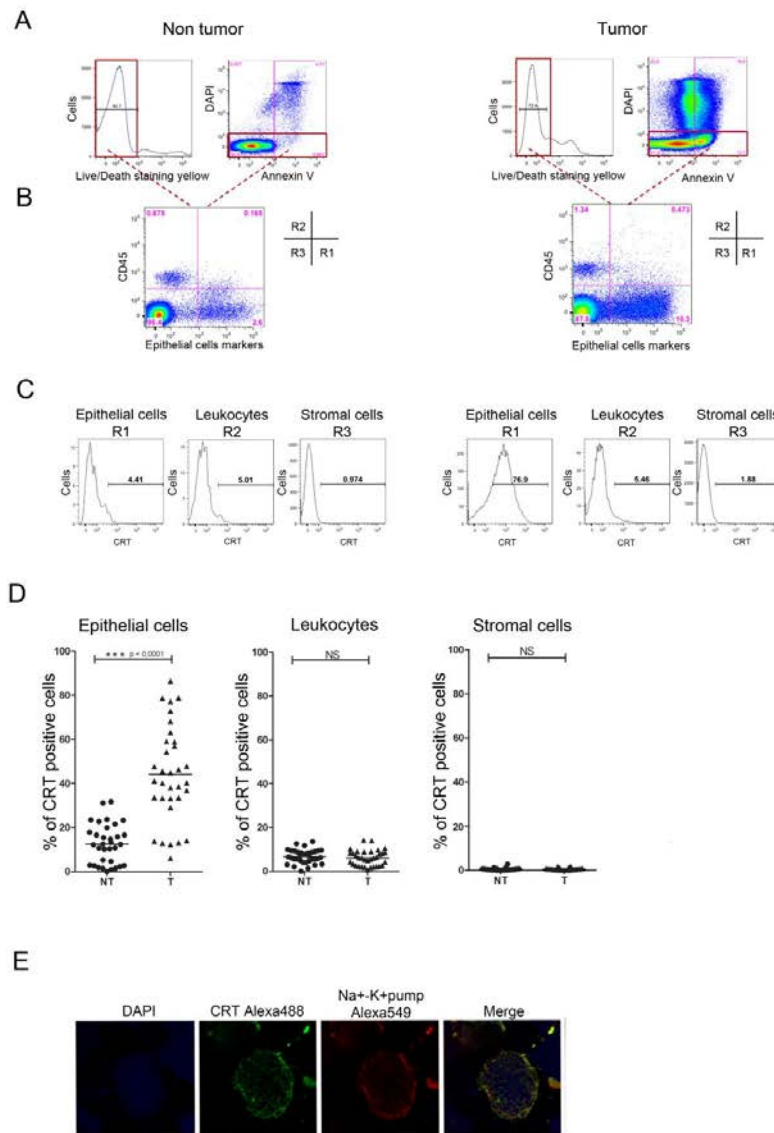 A
Non tumor
Tumor
Cells
DAPI
Cells
DAPI
Live/Death staining yellow
Annexin V
Live/Death staining yellow
Annexin V
B
0.875
0.165
1.34
0.473
CD45
CD45
R2
R3
R1
R2
R3
R1
2.6
Epithelial cells markers
Epithelial cells markers
C
Epithelial cells
R1
Leukocytes
R2
Stromal cells
R3
Epithelial cells
R1
Leukocytes
R2
Stromal cells
R3
Cells
4.41
Cells
5.01
Cells
0.974
Cells
76.9
Cells
Cells
1.88
CRT
CRT
CRT
CRT
CRT
CRT
D
Epithelial cells
Leukocytes
Stromal cells
% of CRT positive cells
100
80
60
40
20
0
*** p < 0,0001
NT
T
% of CRT positive cells
100
80
60
40
20
0
NS
NT
T
% of CRT positive cells
100
80
60
40
20
0
NS
NT
T
E
DAPI
CRT Alexa488
Na+-K+pump
Alexa549
Merge